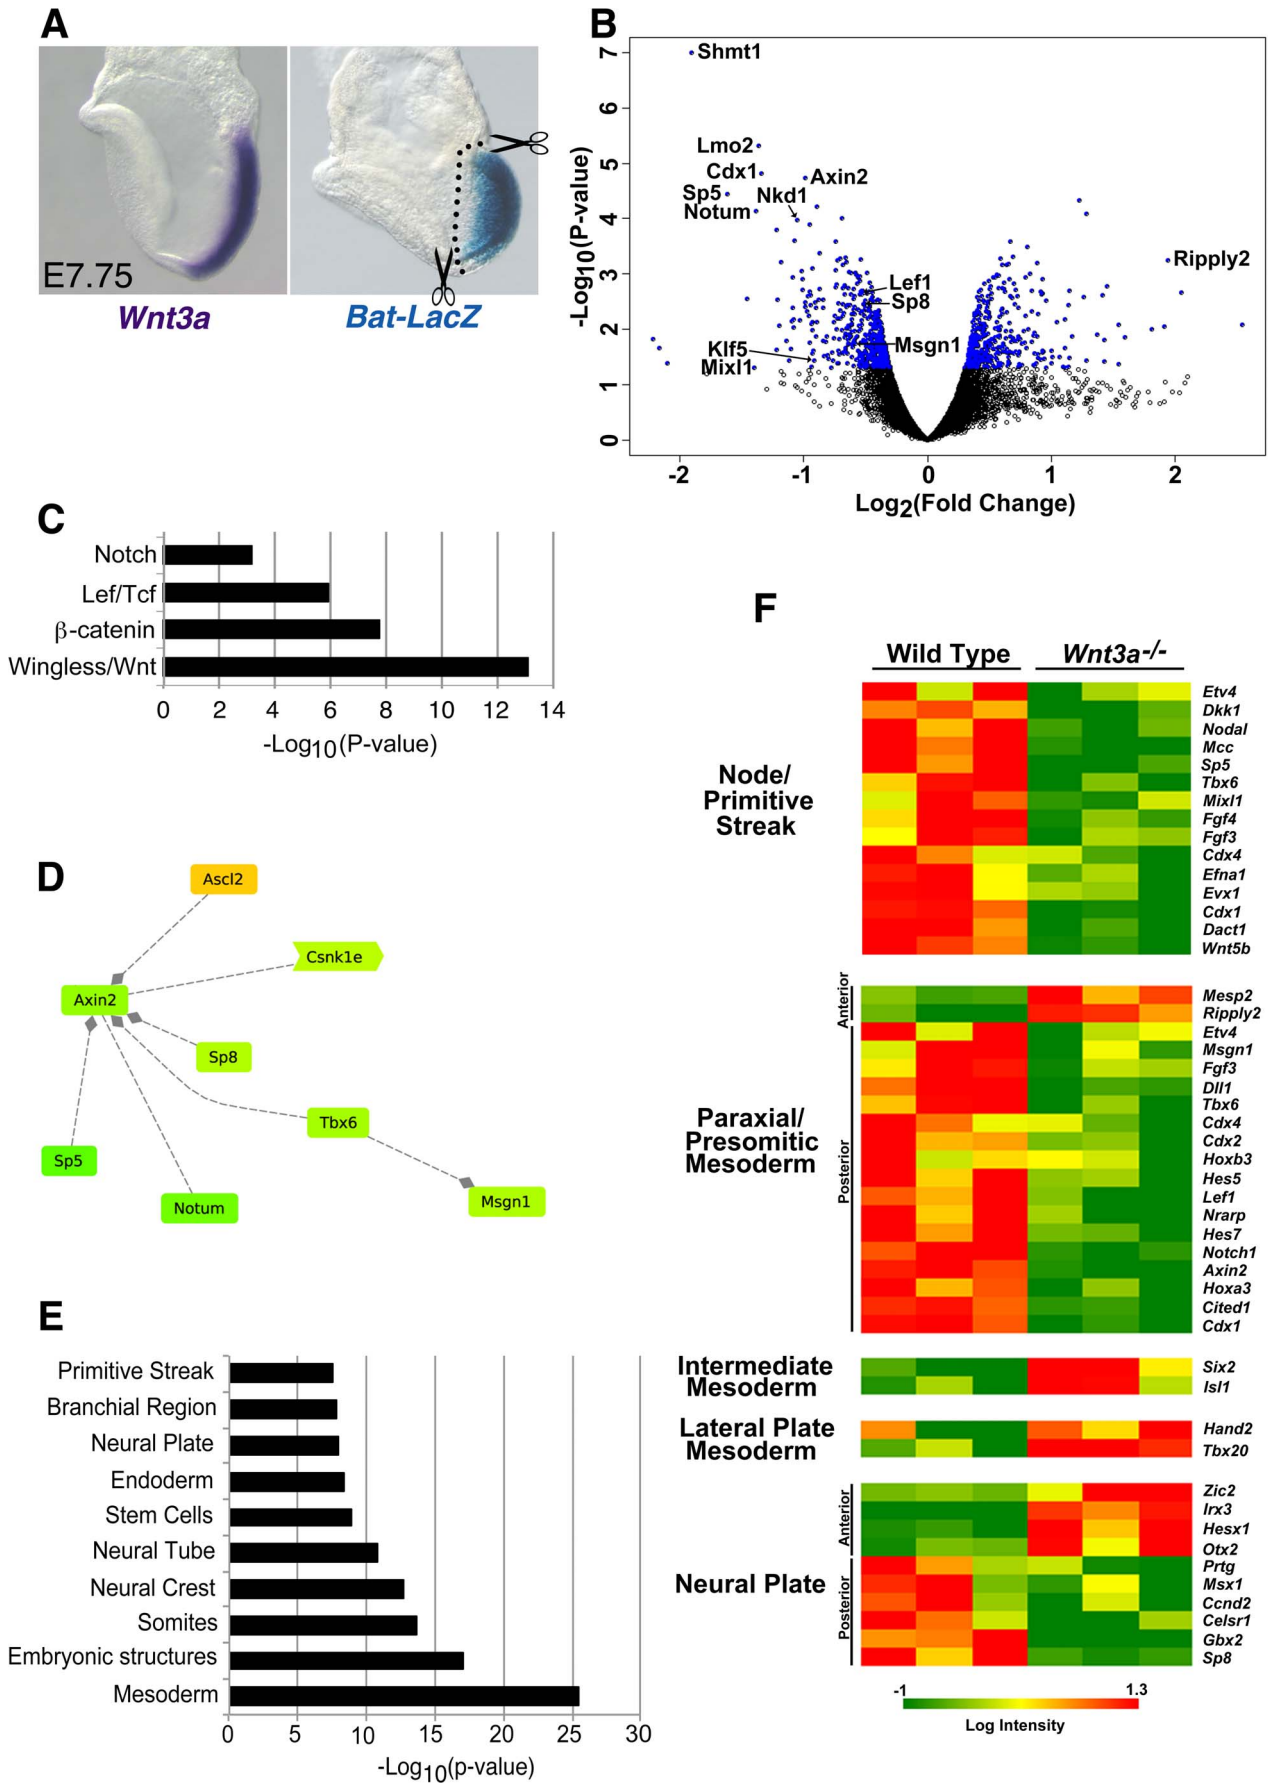 A
E7.75
Wnt3a
Bat-LacZ
B
-Log10(P-value)
7
6
5
4
3
2
1
0
Shmt1
Lmo2
Cdx1
Axin2
Sp5
Nkd1
Notum
Ripply2
Lef1
Sp8
Msgn1
Klf5
Mixl1
-2
-1
0
1
2
Log2(Fold Change)
C
Notch
Lef/Tcf
β-catenin
Wingless/Wnt
0 2 4 6 8 10 12 14
-Log10(P-value)
D
Ascl2
Csnk1e
Axin2
Sp8
Tbx6
Sp5
Notum
Msgn1
E
Primitive Streak
Branchial Region
Neural Plate
Endoderm
Stem Cells
Neural Tube
Neural Crest
Somites
Embryonic structures
Mesoderm
0 5 10 15 20 25 30
-Log10(p-value)
F
Wild Type
Wnt3a-/-
Node/
Primitive
Streak
Etv4
Dkk1
Nodal
Mcc
Sp5
Tbx6
Mixl1
Fgf4
Fgf3
Cdx4
Efna1
Evx1
Cdx1
Dact1
Wnt5b
Paraxial/
Presomitic
Mesoderm
Anterior
Mesp2
Ripply2
Posterior
Etv4
Msgn1
Fgf3
Dll1
Tbx6
Cdx4
Cdx2
Hoxb3
Hes5
Lef1
Nrarp
Hes7
Notch1
Axin2
Hoxa3
Cited1
Cdx1
Intermediate
Mesoderm
Six2
Isl1
Lateral Plate
Mesoderm
Hand2
Tbx20
Neural Plate
Anterior
Zic2
Irx3
Hesx1
Otx2
Posterior
Prtg
Msx1
Ccnd2
Celsr1
Gbx2
Sp8
-1
1.3
Log Intensity